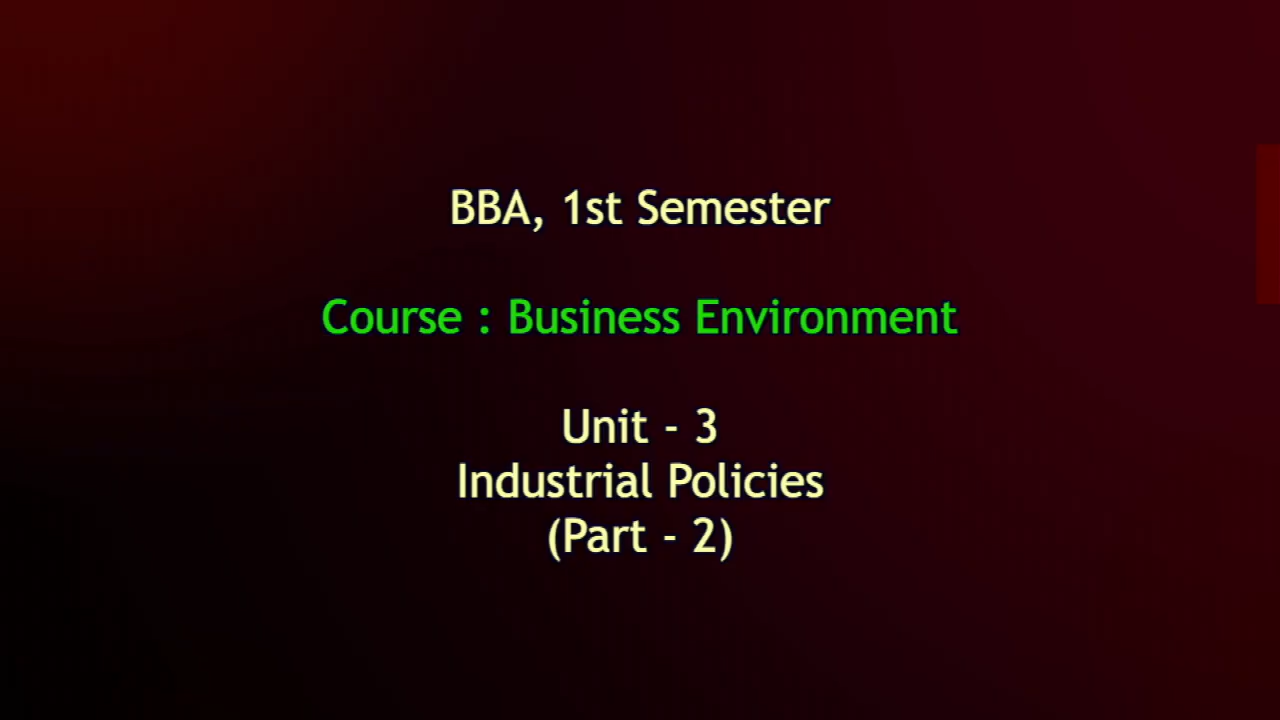 BBA, 1st Semester
Course : Business Environment
Unit - 3
Industrial Policies
(Part - 2)